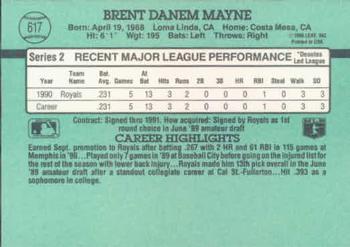 617
BRENT DANEM MAYNE
Born: April 19, 1968 Loma Linda, CA Home: Costa Mesa, CA
Ht: 6'1" Wgt: 195 Bats: Left Throws: Right
© 1990 LEAF, INC.
Series 2 RECENT MAJOR LEAGUE PERFORMANCE *Denotes Led League
Year Team Name Bat Avg. Games At Bat Hits Runs 2B 3B HR RBI Steal Walk SO
1990 Royals .231 5 13 3 2 0 0 0 1 0 3 3
Career .231 5 13 3 2 0 0 0 1 0 3 3
Contract: Signed thru 1991. How acquired: Signed by Royals as 1st
round choice in June '89 amateur draft
CAREER HIGHLIGHTS
Earned Sept. promotion to Royals after batting .267 with 2 HR and 61 RBI in 115 games at
Memphis in '90...Played only 7 games in '89 at Baseball City before going on the injured list for
the rest of the season with lower back injury...Royals made him 13th pick overall in the June
'89 amateur draft after a standout collegiate career at Cal St.-Fullerton...Hit .393 as a
sophomore in college.